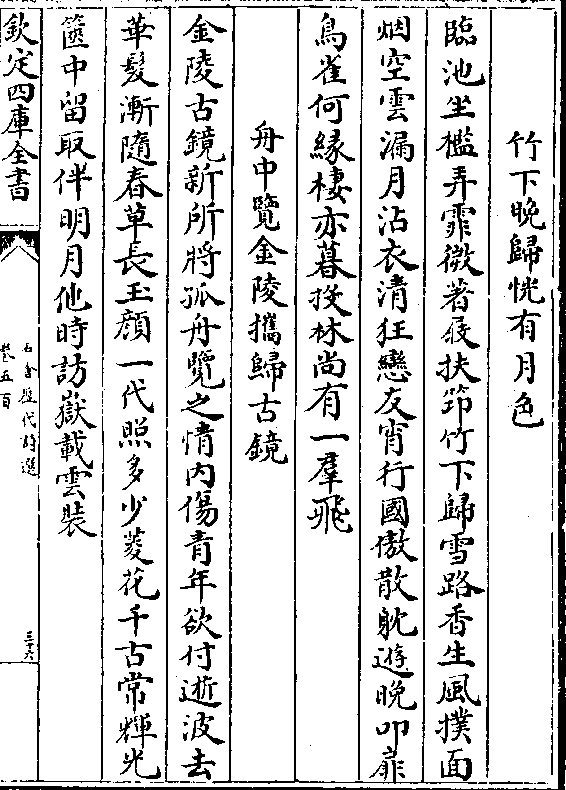 竹下晚歸恍有月色
臨池坐檻弄霏微著屐扶筇竹下歸雪路香生風撲面
烟空雲漏月沾衣清狂戀友宵行國傲散躭遊晚叩扉
鳥雀何緣棲亦暮投林尚有一羣飛
舟中覽金陵攜歸古鏡
金陵古鏡新所將孤舟覽之情内傷青年欲付逝波去
華髮漸隨春草長玉顔一代照多少菱花千古常輝光
篋中留取伴明月他時訪嶽載雲裝
欽定四庫全書
石倉歴代詩選
卷五百
三十六